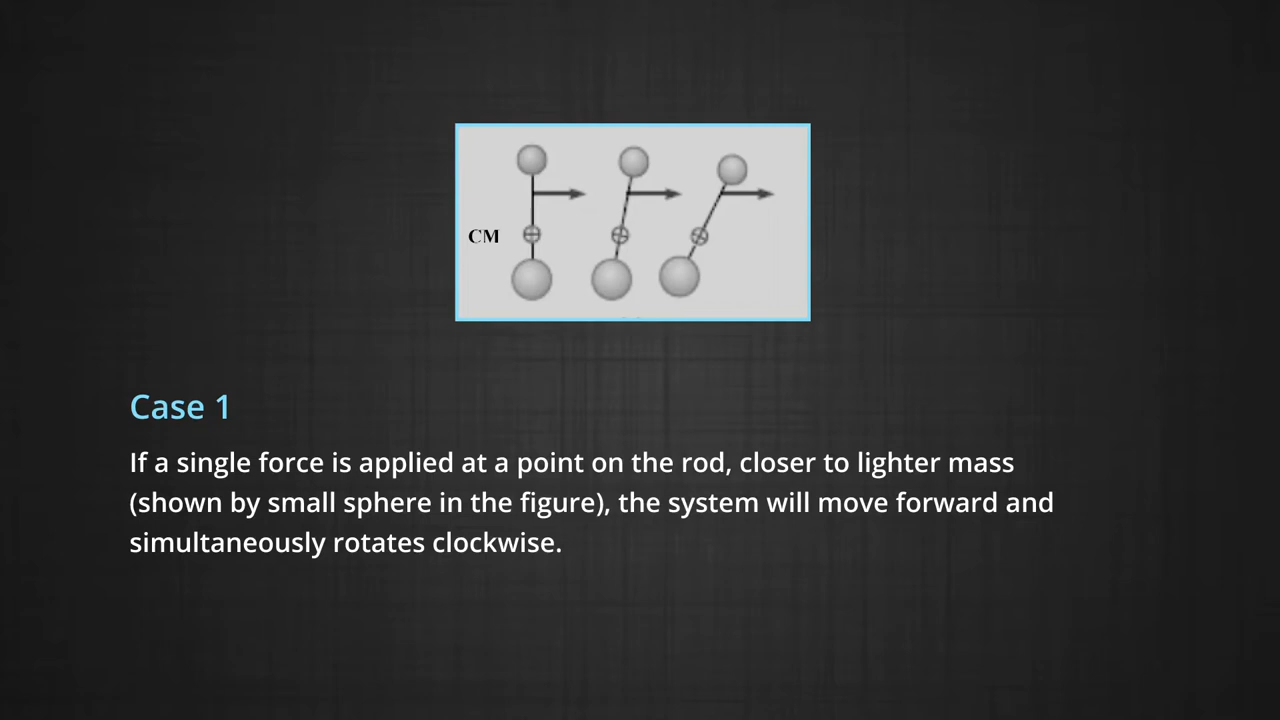 CM
Case 1
If a single force is applied at a point on the rod, closer to lighter mass
(shown by small sphere in the figure), the system will move forward and
simultaneously rotates clockwise.